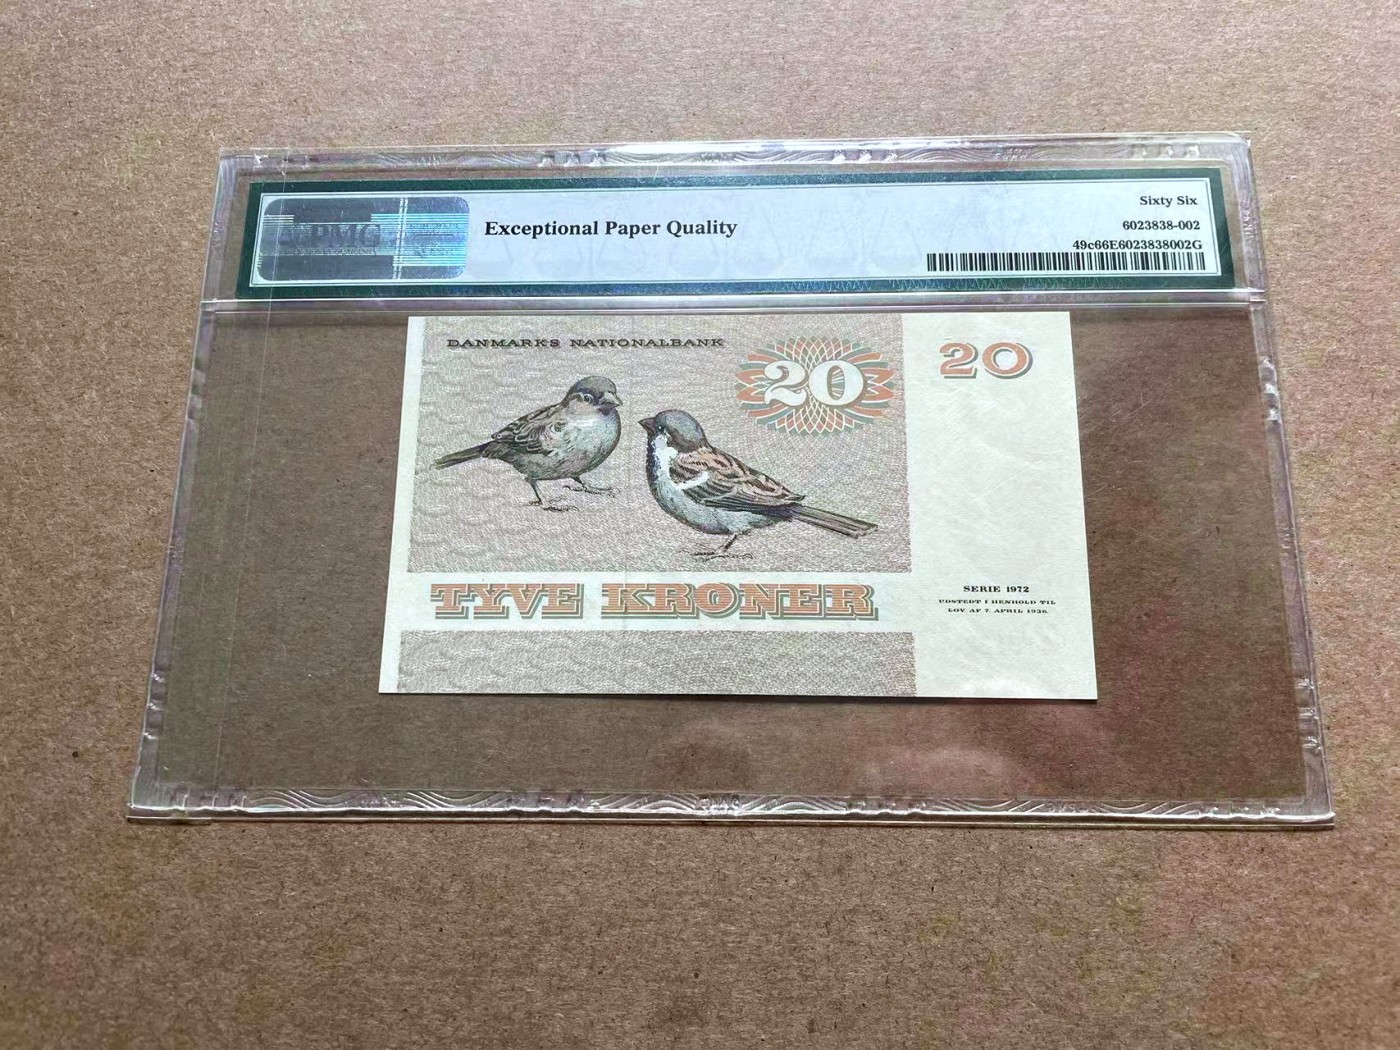 PMG
Exceptional Paper Quality
Sixty Six
6023838-002
49c66E6023838002G
DANMARKS NATIONALBANK
20
20
TYVE KRONER
SERIE 1972
UDSTEDT I HENHOLD TIL
LOV AF 7. APRIL 1936.